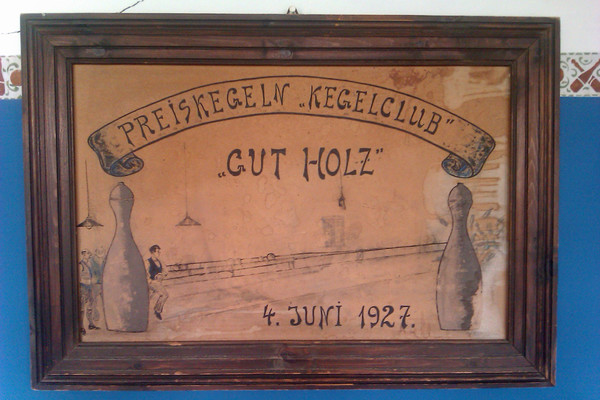 PREISKEGELN „KEGELCLUB"
„GUT HOLZ"
4. JUNI 1927.